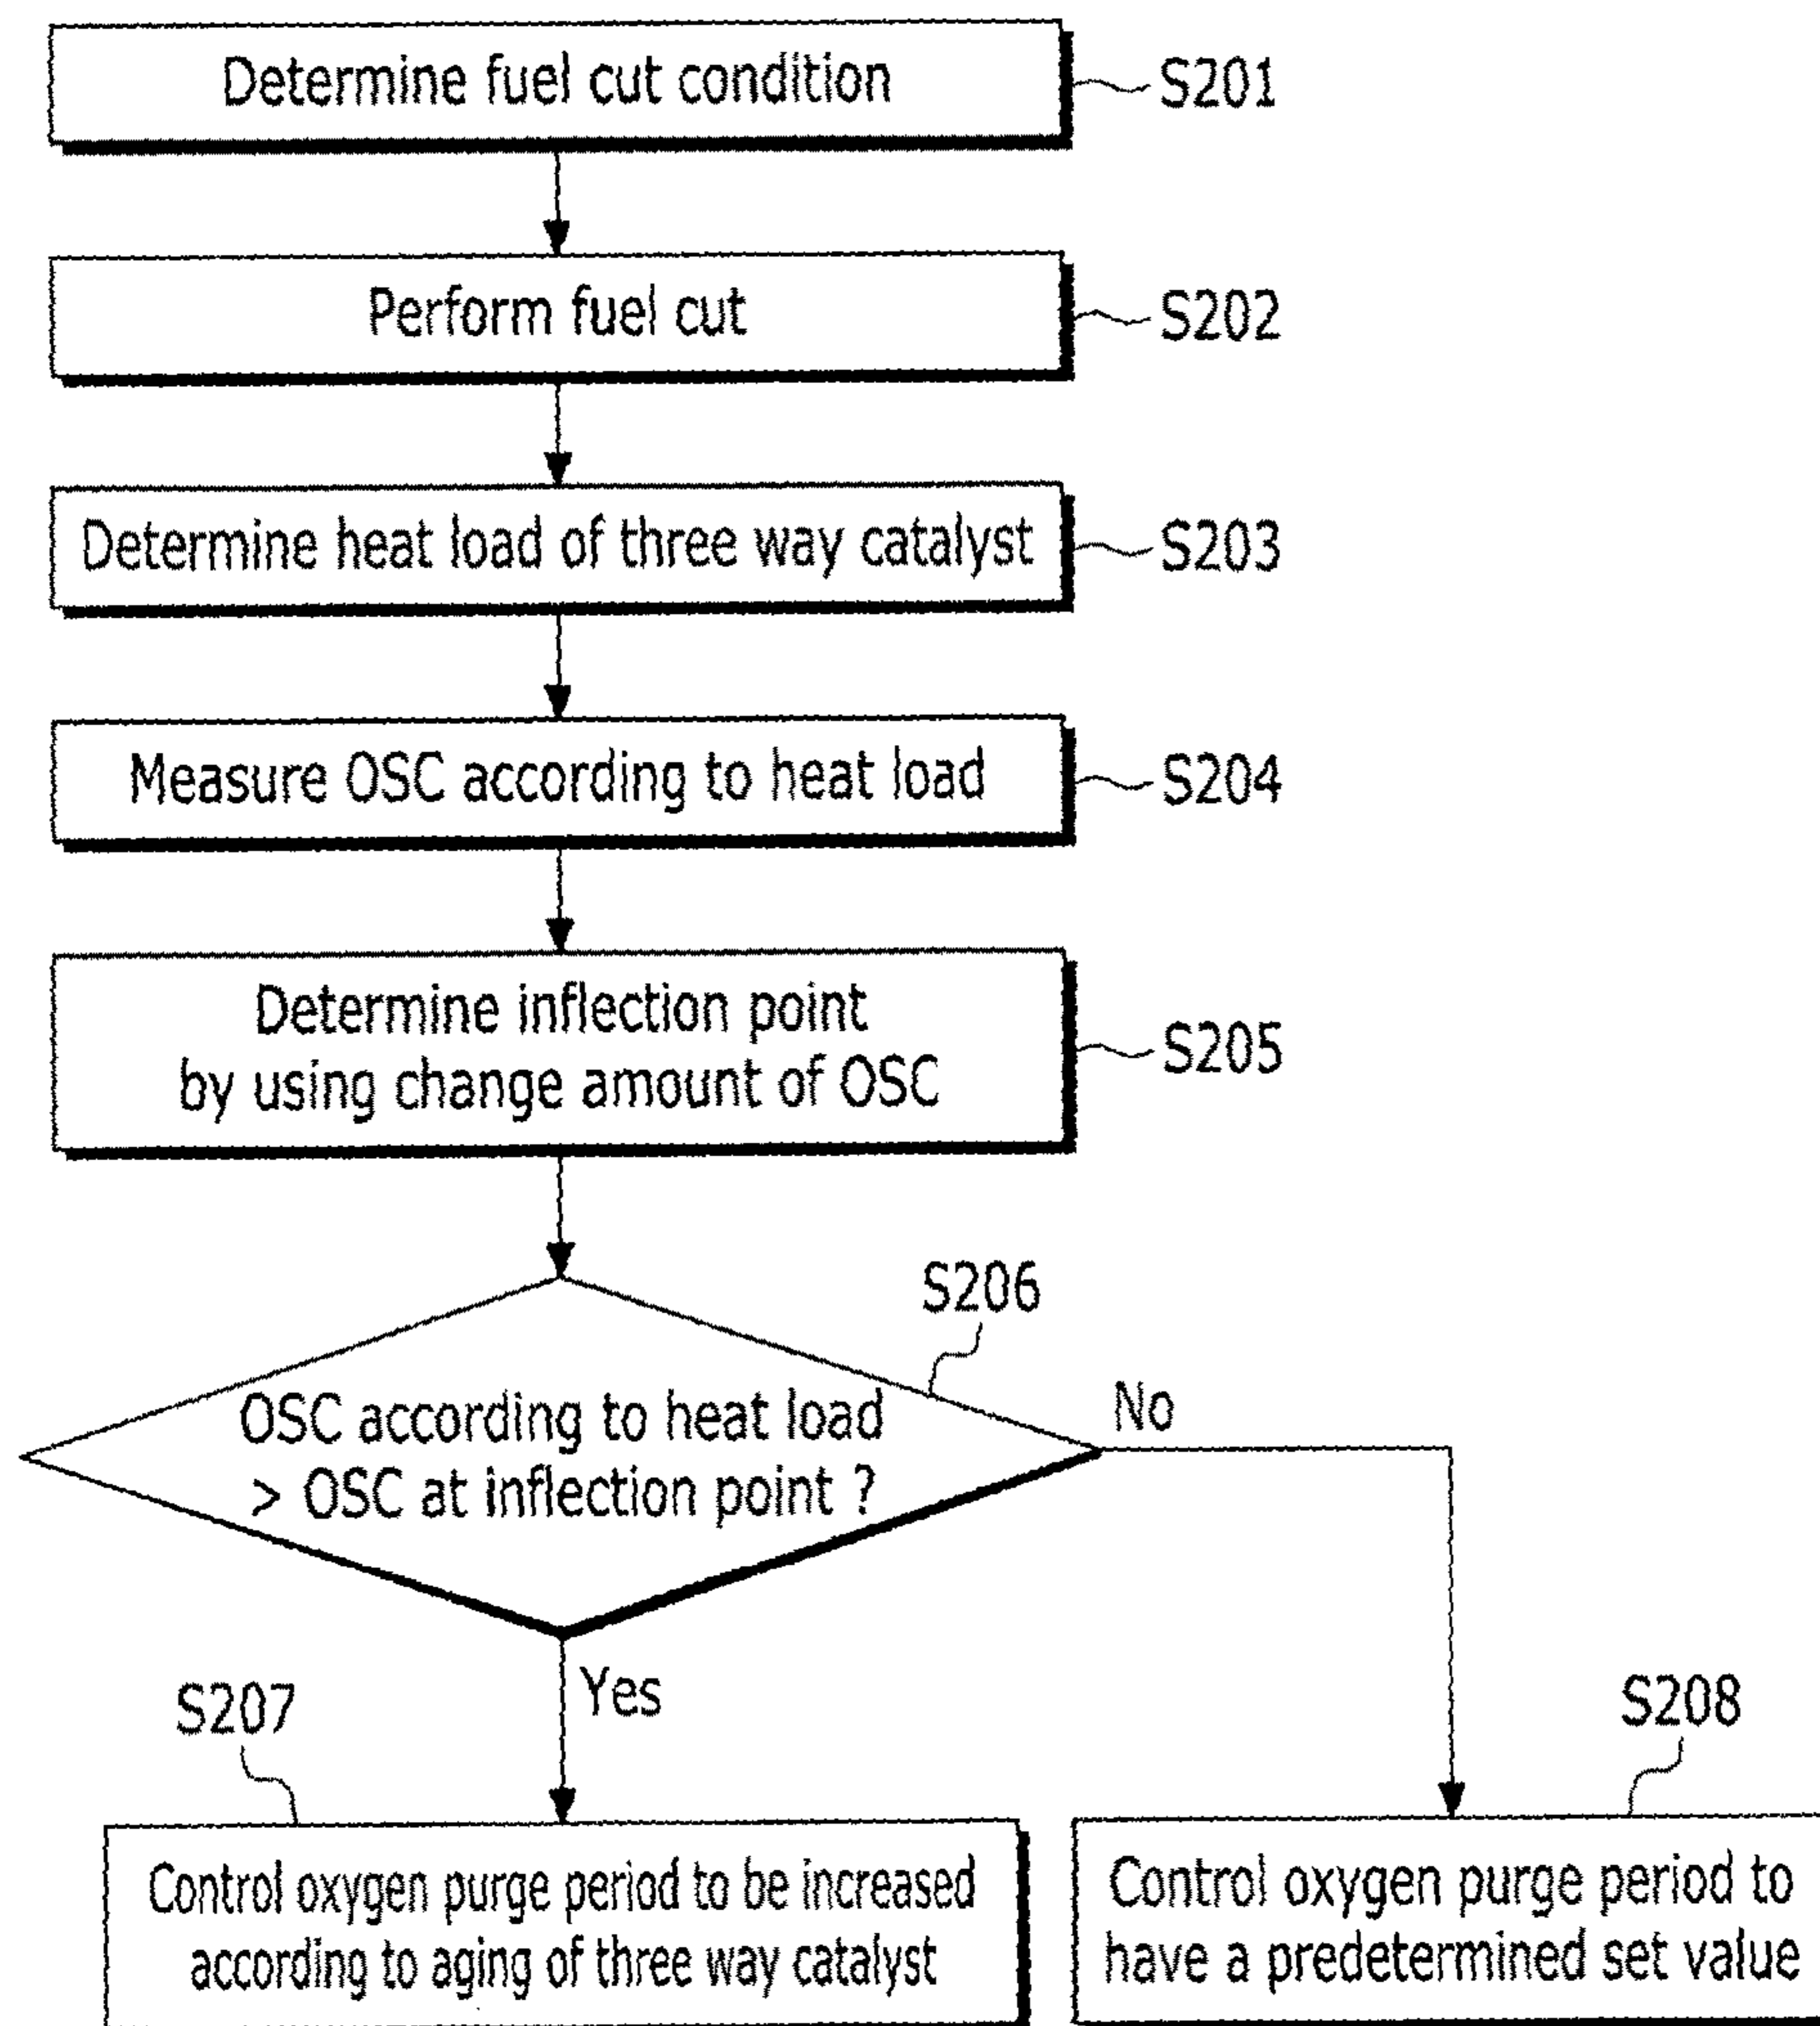 Determine fuel cut condition
S201
Perform fuel cut
S202
Determine heat load of three way catalyst
S203
Measure OSC according to heat load
S204
Determine inflection point
by using change amount of OSC
S205
S206
OSC according to heat load
> OSC at inflection point ?
No
Yes
S207
Control oxygen purge period to be increased
according to aging of three way catalyst
S208
Control oxygen purge period to
have a predetermined set value